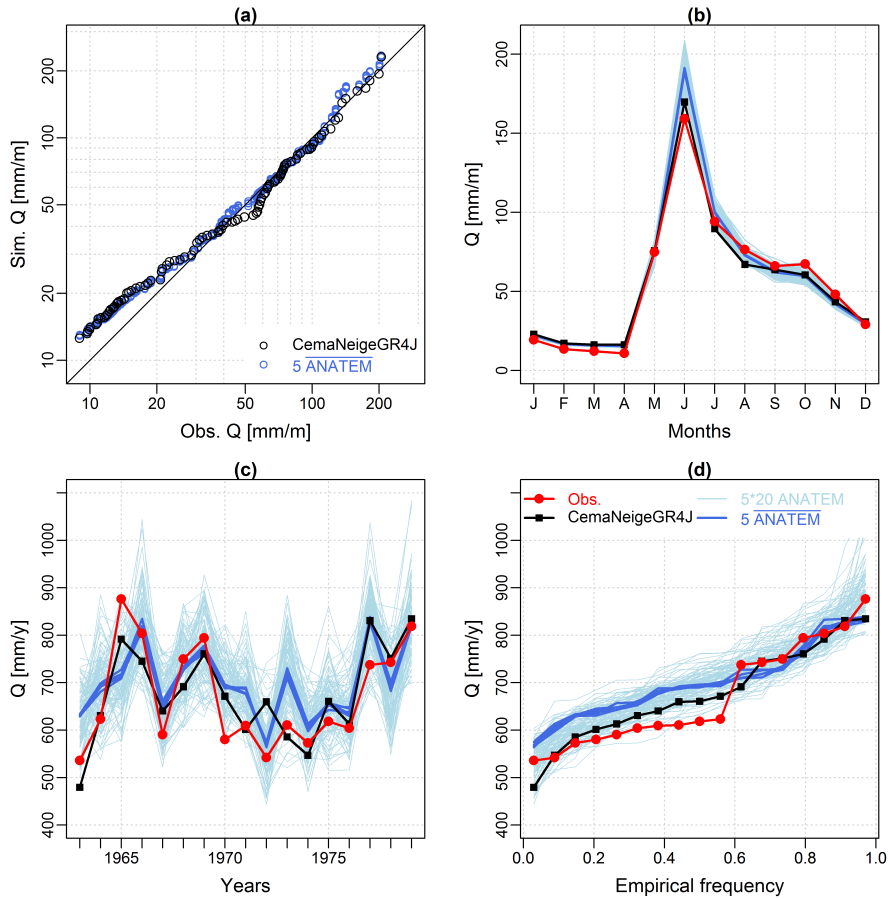 (a)
Sim. Q [mm/m]
200
100
50
20
10
CemaNeigeGR4J
5 ANATEM
10 20 50 100 200
Obs. Q [mm/m]
(b)
Q [mm/m]
200
150
100
50
0
J F M A M J J A S O N D
Months
(c)
Q [mm/y]
1000
900
800
700
600
500
400
1965 1970 1975
Years
(d)
Obs.
CemaNeigeGR4J
5*20 ANATEM
5 ANATEM
Q [mm/y]
1000
900
800
700
600
500
400
0.0 0.2 0.4 0.6 0.8 1.0
Empirical frequency